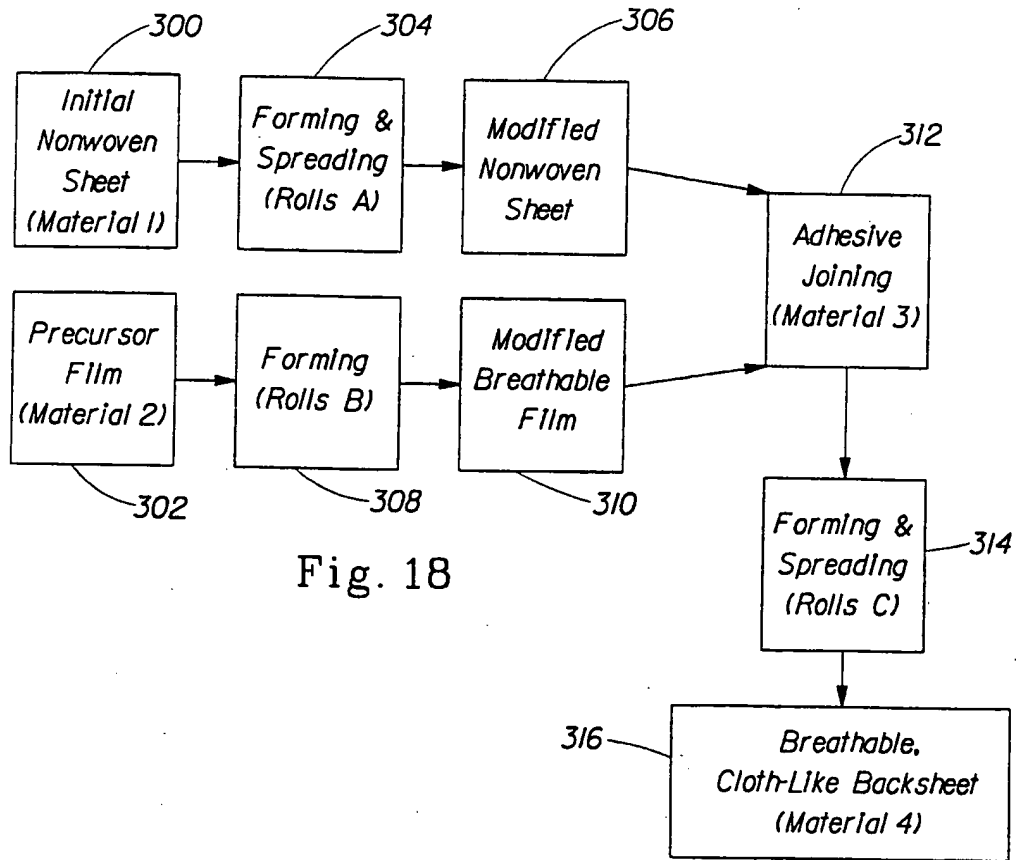 300
304
306
Initial
Nonwoven
Sheet
(Material 1)
Forming &
Spreading
(Rolls A)
Modified
Nonwoven
Sheet
312
Adhesive
Joining
(Material 3)
Precursor
Film
(Material 2)
Forming
(Rolls B)
Modified
Breathable
Film
302
308
310
Forming &
Spreading
(Rolls C)
314
Fig. 18
316
Breathable,
Cloth-Like Backsheet
(Material 4)